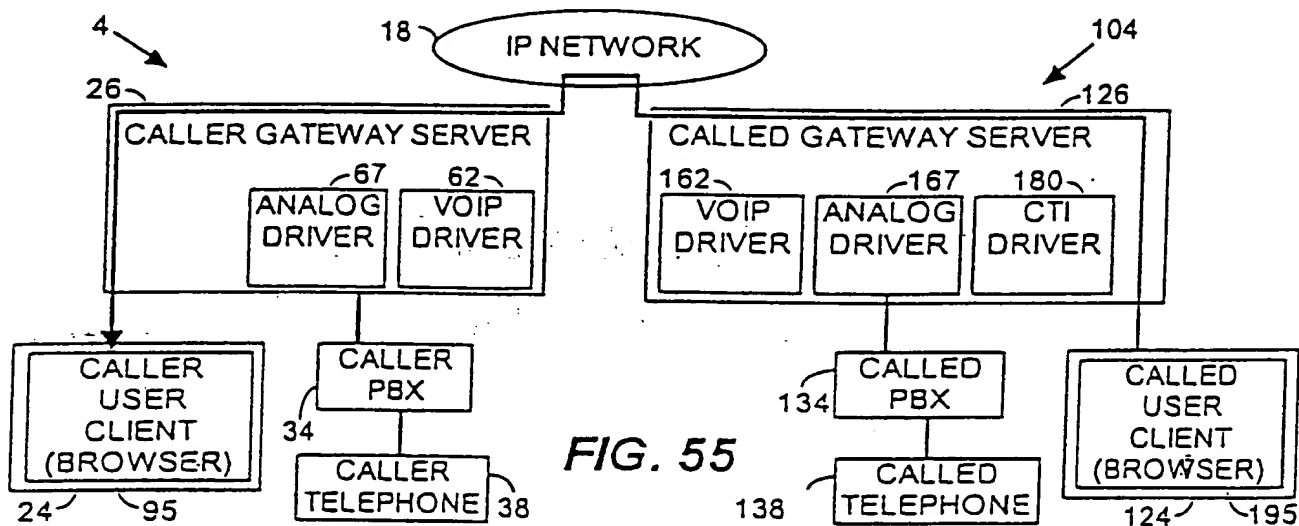 4
18
IP NETWORK
104
26
126
CALLER GATEWAY SERVER
CALLED GATEWAY SERVER
67
62
162
167
180
ANALOG
DRIVER
VOIP
DRIVER
VOIP
DRIVER
ANALOG
DRIVER
CTI
DRIVER
CALLER
USER
CLIENT
(BROWSER)
CALLER
PBX
34
CALLED
PBX
134
CALLED
USER
CLIENT
(BROWSER)
CALLER
TELEPHONE
38
FIG. 55
138
CALLED
TELEPHONE
24
95
124
195